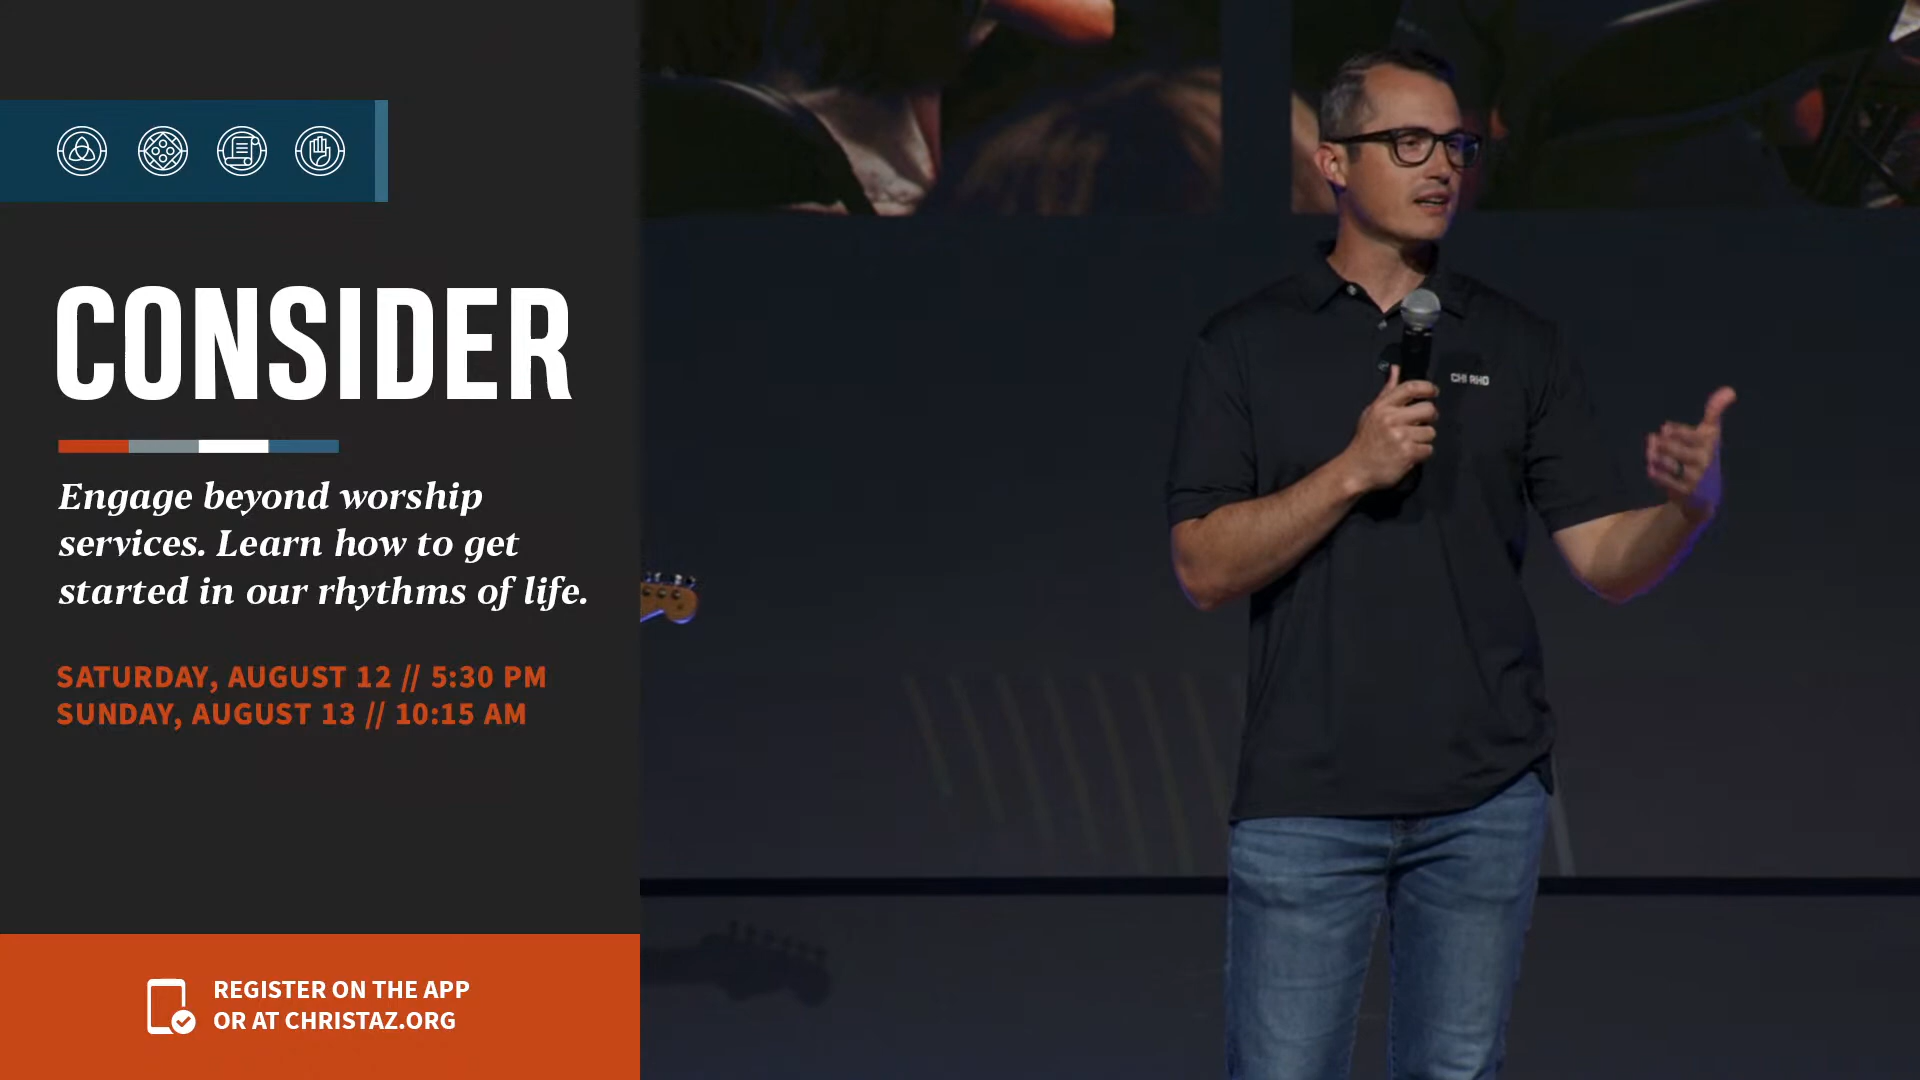 CONSIDER
Engage beyond worship
services. Learn how to get
started in our rhythms of life.
SATURDAY, AUGUST 12 // 5:30 PM
SUNDAY, AUGUST 13 // 10:15 AM
REGISTER ON THE APP
OR AT CHRISTAZ.ORG
CHI RHO